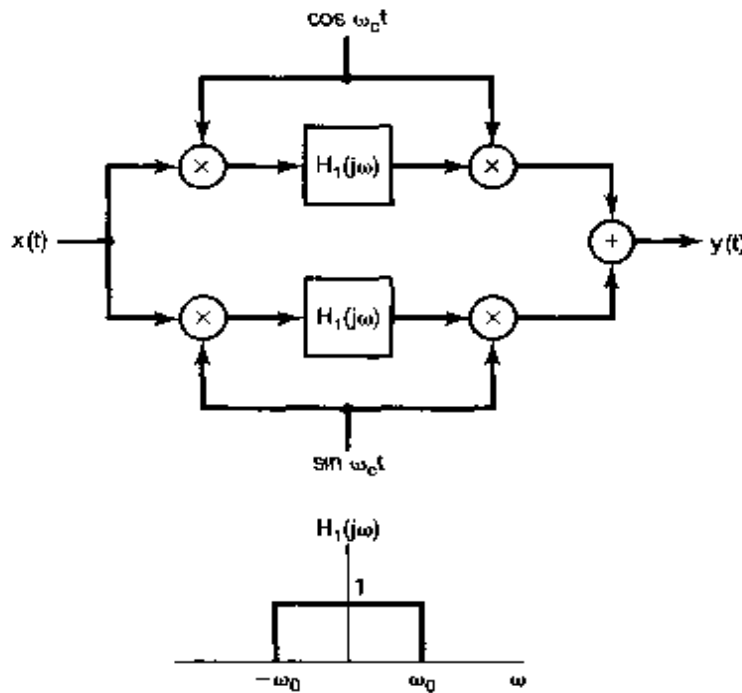 cos ω_c t
× H₁(jω) ×
x(t) + y(t)
× H₁(jω) ×
sin ω_c t
H₁(jω)
1
−ω₀ ω₀ ω